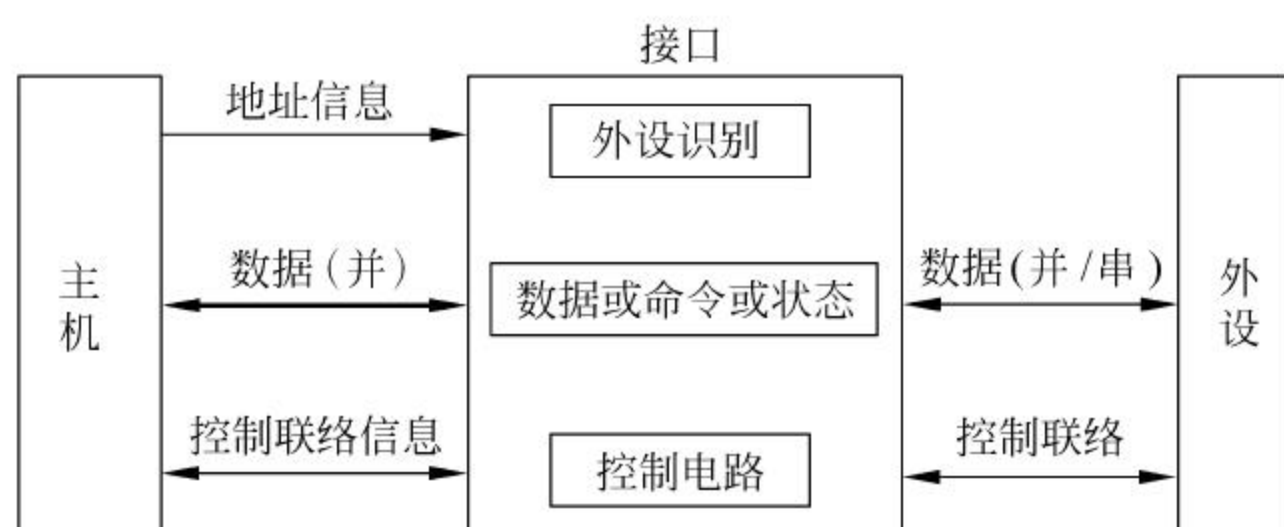 接口
地址信息
外设识别
主机
数据(并)
数据或命令或状态
数据(并/串)
外设
控制联络信息
控制电路
控制联络